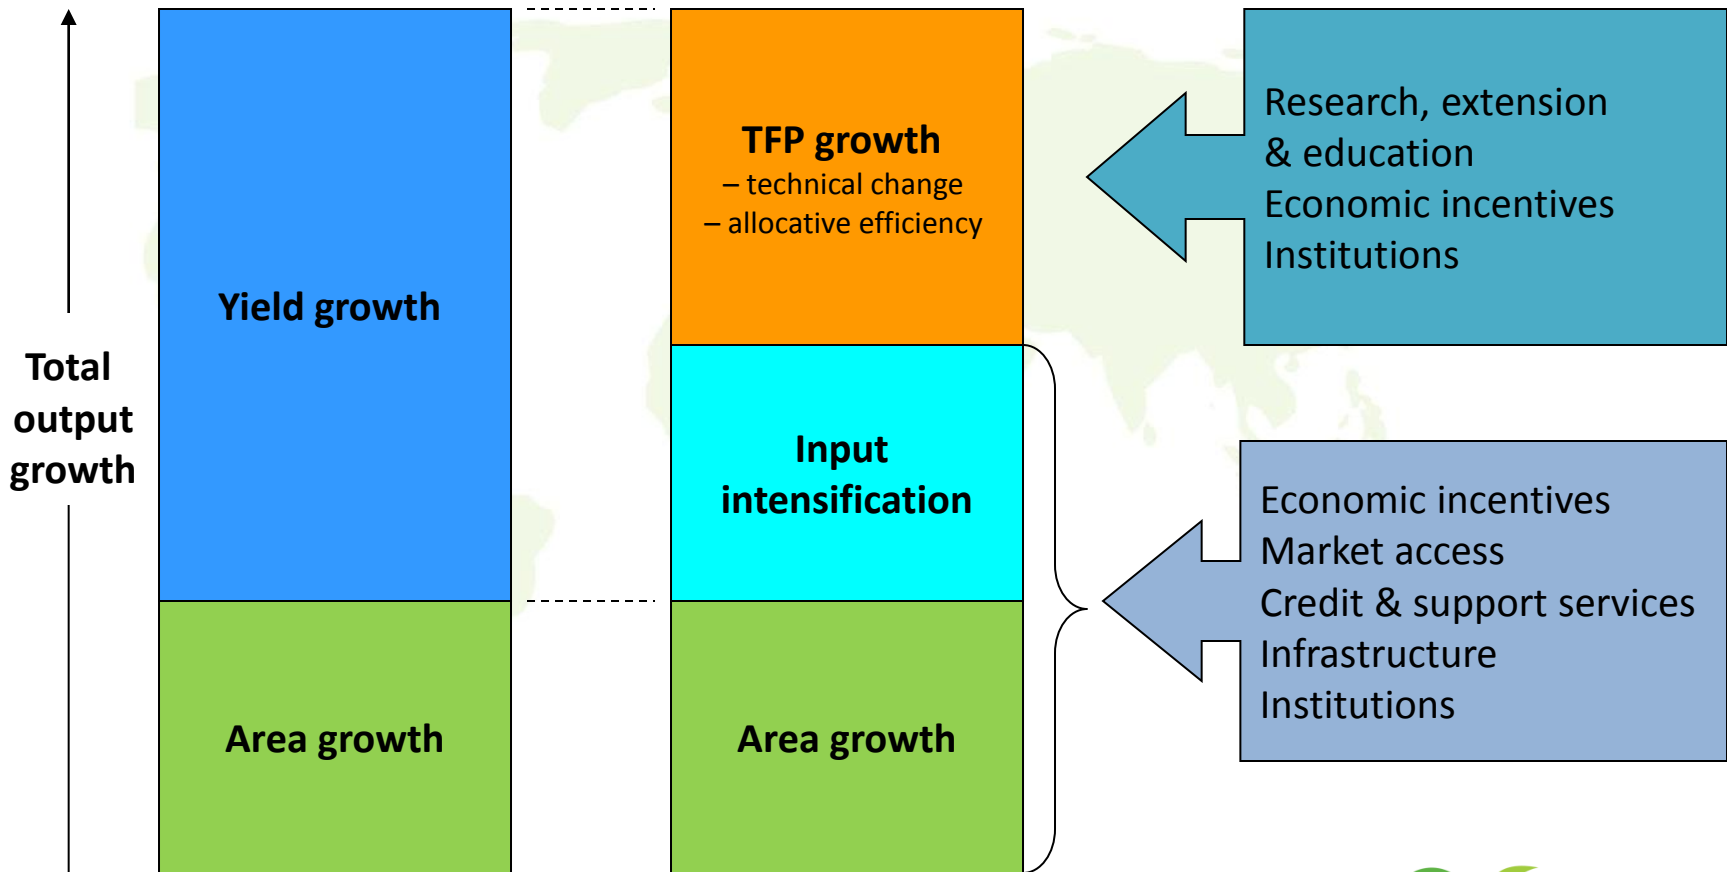 Total
output
growth
Yield growth
Area growth
TFP growth
– technical change
– allocative efficiency
Input
intensification
Area growth
Research, extension
& education
Economic incentives
Institutions
Economic incentives
Market access
Credit & support services
Infrastructure
Institutions